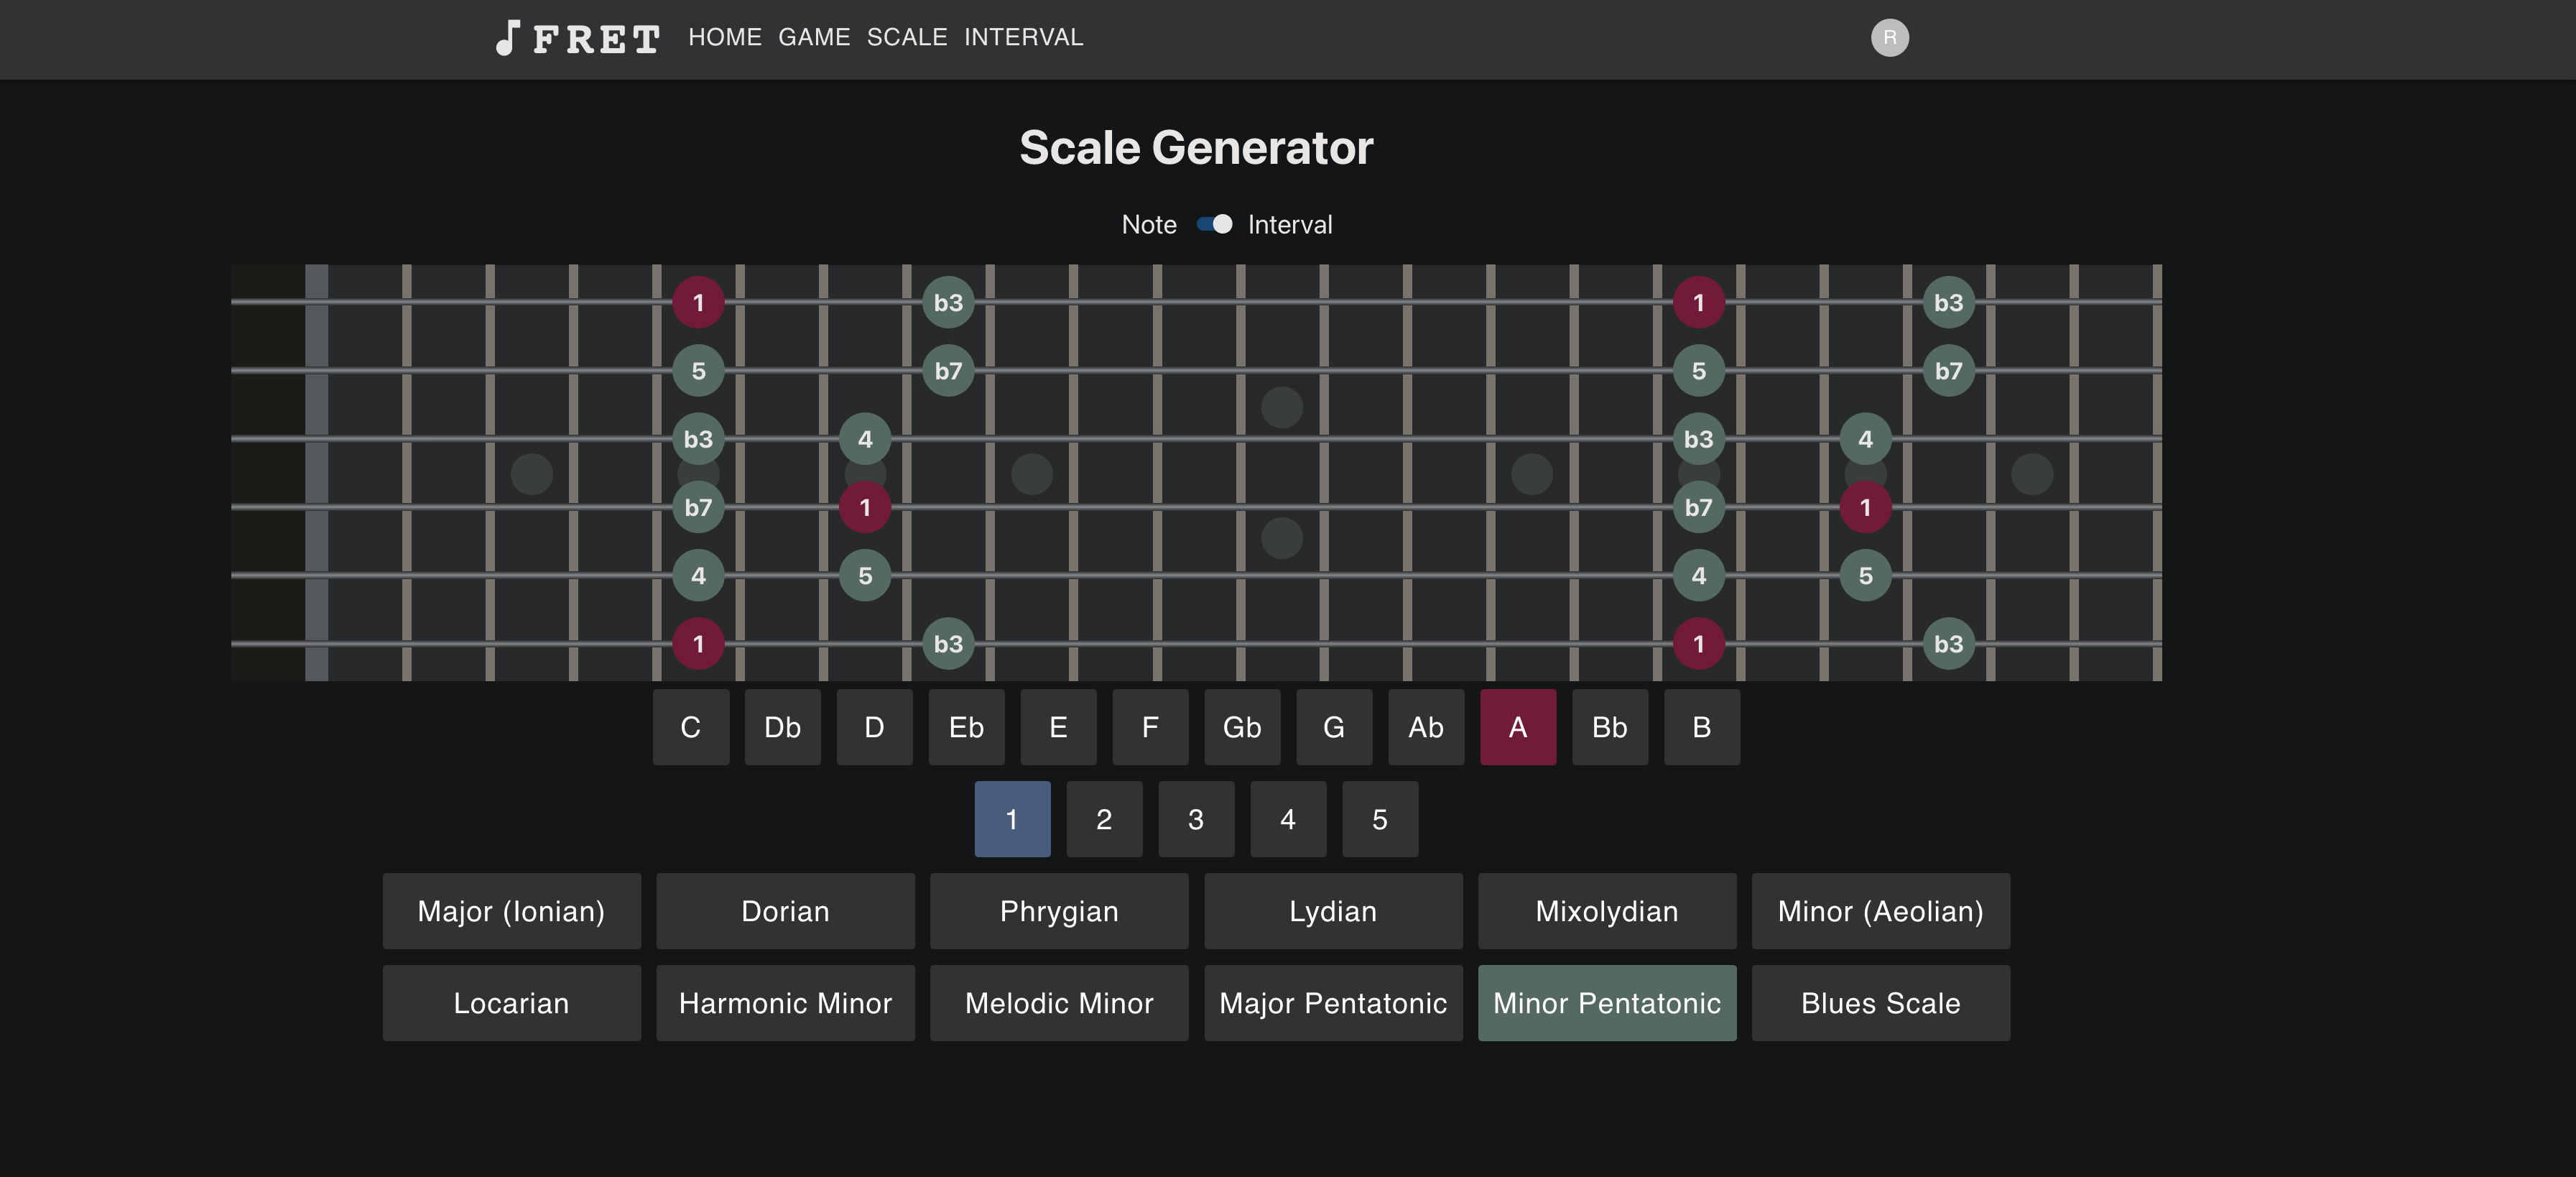 FRET HOME GAME SCALE INTERVAL R
Scale Generator
Note Interval
1 b3 1 b3
5 b7 5 b7
b3 4 b3 4
b7 1 b7 1
4 5 4 5
1 b3 1 b3
C Db D Eb E F Gb G Ab A Bb B
1 2 3 4 5
Major (Ionian) Dorian Phrygian Lydian Mixolydian Minor (Aeolian)
Locarian Harmonic Minor Melodic Minor Major Pentatonic Minor Pentatonic Blues Scale